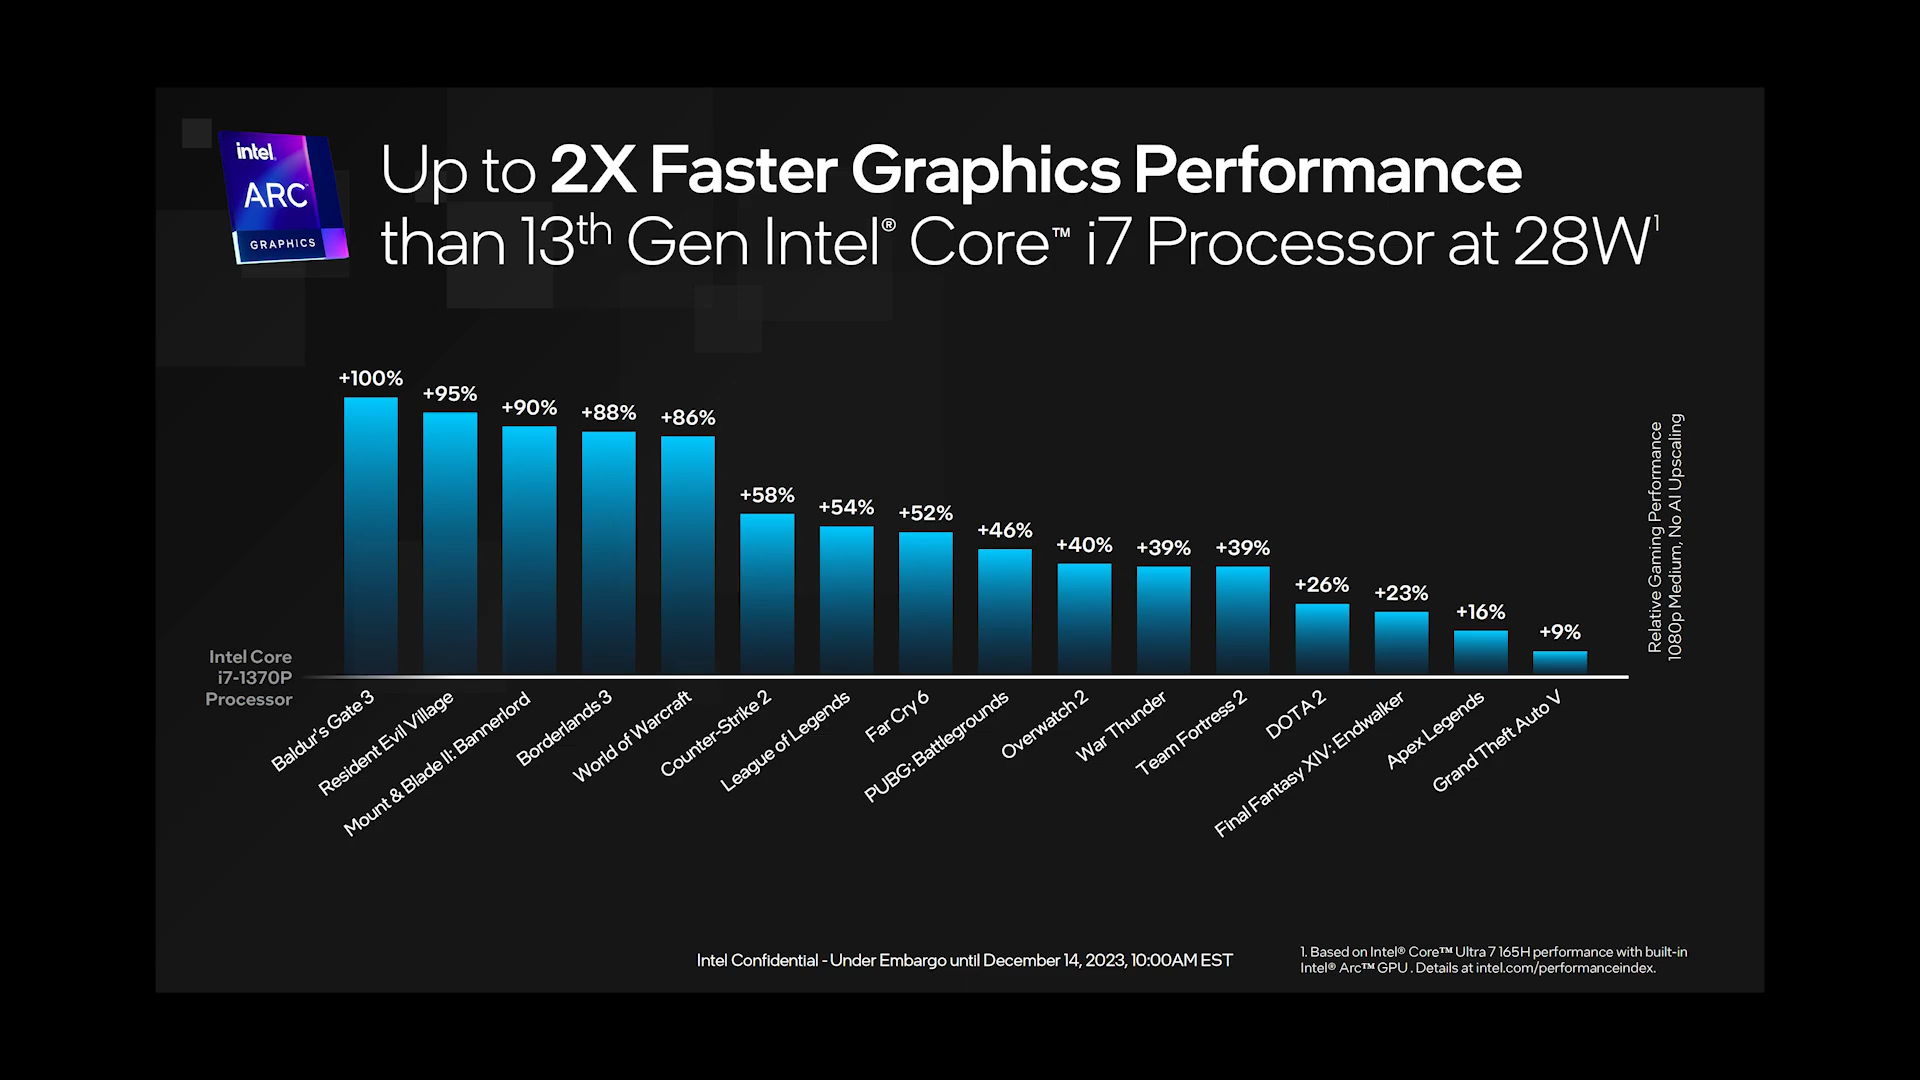 intel.
ARC™
GRAPHICS
Up to 2X Faster Graphics Performance
than 13th Gen Intel® Core™ i7 Processor at 28W¹
+100%
+95%
+90%
+88%
+86%
+58%
+54%
+52%
+46%
+40%
+39%
+39%
+26%
+23%
+16%
+9%
Relative Gaming Performance
1080p Medium, No AI Upscaling
Intel Core
i7-1370P
Processor
Baldur's Gate 3
Resident Evil Village
Mount & Blade II: Bannerlord
Borderlands 3
World of Warcraft
Counter-Strike 2
League of Legends
Far Cry 6
PUBG: Battlegrounds
Overwatch 2
War Thunder
Team Fortress 2
DOTA 2
Final Fantasy XIV: Endwalker
Apex Legends
Grand Theft Auto V
Intel Confidential - Under Embargo until December 14, 2023, 10:00AM EST
1. Based on Intel® Core™ Ultra 7 165H performance with built-in
Intel® Arc™ GPU . Details at intel.com/performanceindex.